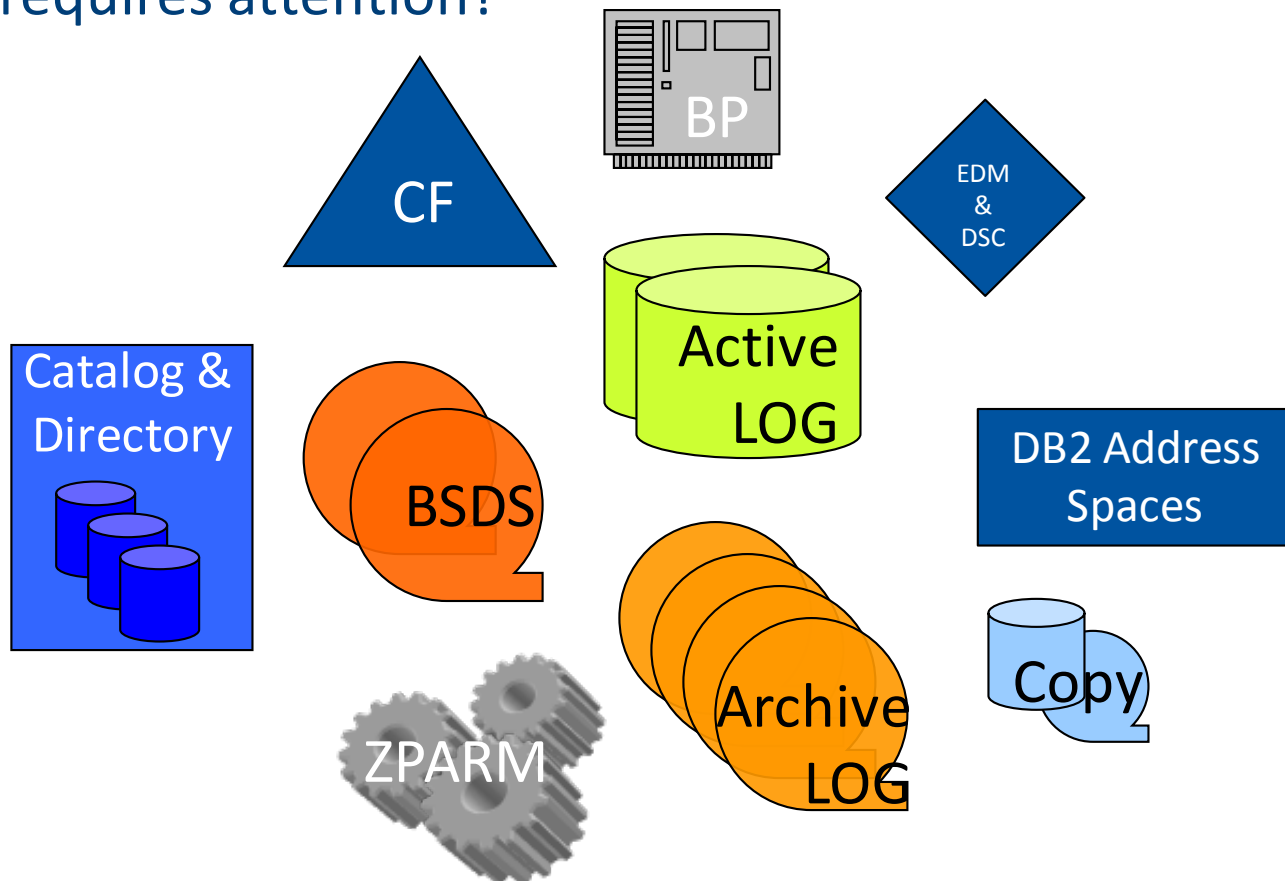 requires attention?
BP
CF
EDM
&
DSC
Active
LOG
Catalog &
Directory
BSDS
DB2 Address
Spaces
Copy
Archive
LOG
ZPARM